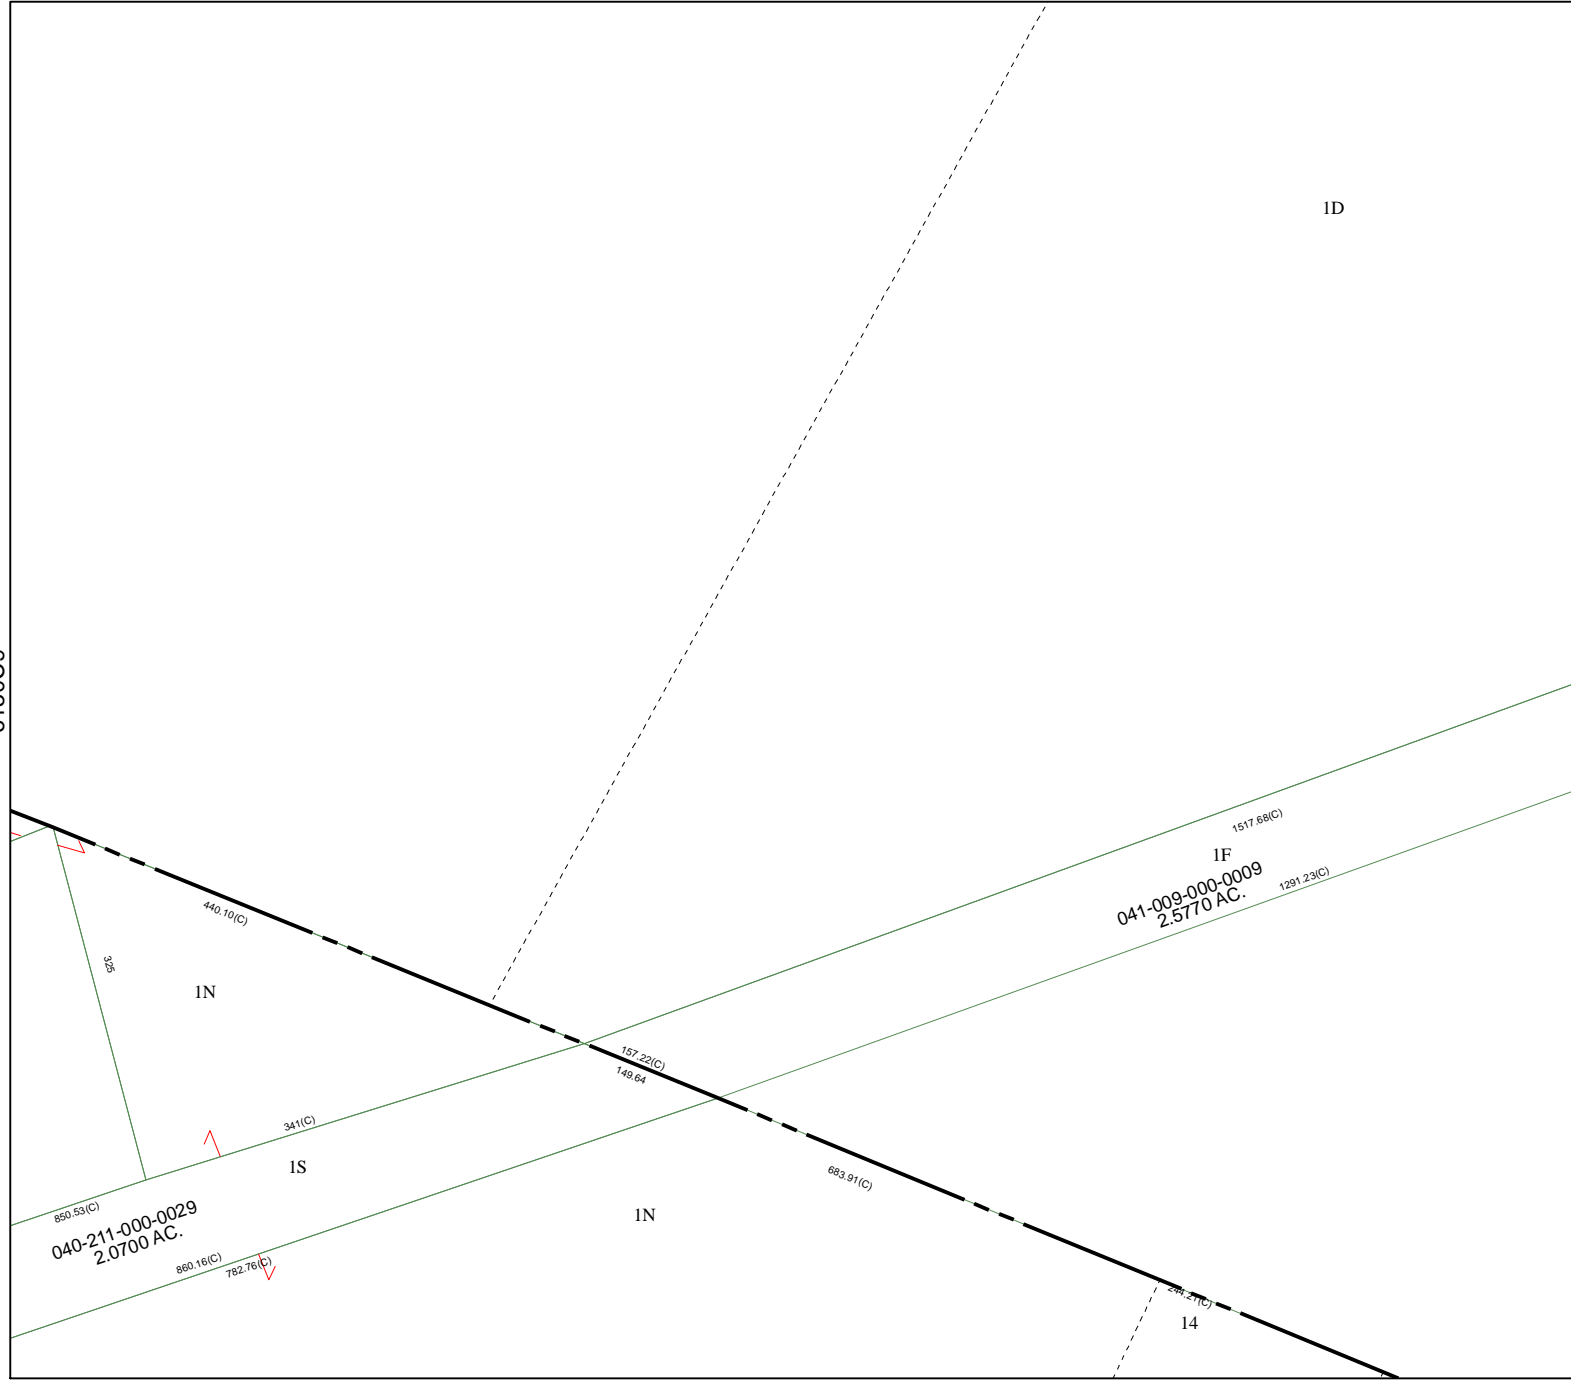 1D
1517.68(C)
1F
041-009-000-0009
2.5770 AC.
1291.23(C)
440.10(C)
325
1N
157.22(C)
149.64
341(C)
1S
850.53(C)
040-211-000-0029
2.0700 AC.
860.16(C)
782.76(C)
1N
683.91(C)
244.21(C)
14